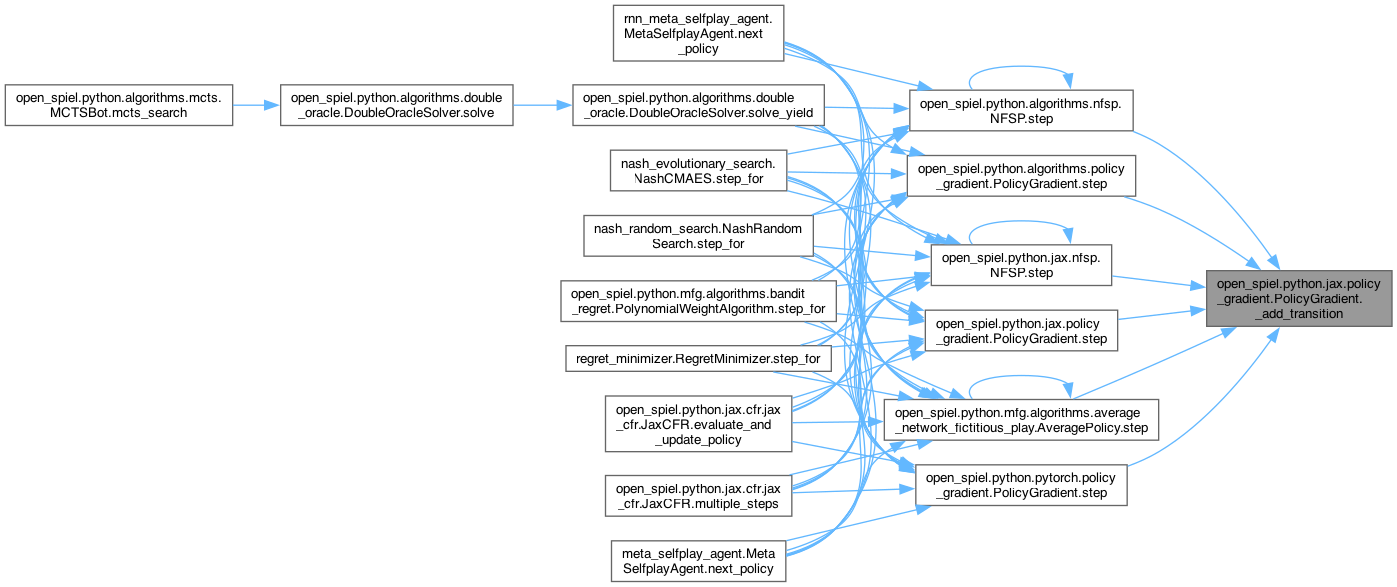 rnn_meta_selfplay_agent.
MetaSelfplayAgent.next
_policy
open_spiel.python.algorithms.mcts.
MCTSBot.mcts_search
open_spiel.python.algorithms.double
_oracle.DoubleOracleSolver.solve
open_spiel.python.algorithms.double
_oracle.DoubleOracleSolver.solve_yield
nash_evolutionary_search.
NashCMAES.step_for
nash_random_search.NashRandom
Search.step_for
open_spiel.python.mfg.algorithms.bandit
_regret.PolynomialWeightAlgorithm.step_for
regret_minimizer.RegretMinimizer.step_for
open_spiel.python.jax.cfr.jax
_cfr.JaxCFR.evaluate_and
_update_policy
open_spiel.python.jax.cfr.jax
_cfr.JaxCFR.multiple_steps
meta_selfplay_agent.Meta
SelfplayAgent.next_policy
open_spiel.python.algorithms.nfsp.
NFSP.step
open_spiel.python.algorithms.policy
_gradient.PolicyGradient.step
open_spiel.python.jax.nfsp.
NFSP.step
open_spiel.python.jax.policy
_gradient.PolicyGradient.step
open_spiel.python.mfg.algorithms.average
_network_fictitious_play.AveragePolicy.step
open_spiel.python.pytorch.policy
_gradient.PolicyGradient.step
open_spiel.python.jax.policy
_gradient.PolicyGradient.
_add_transition